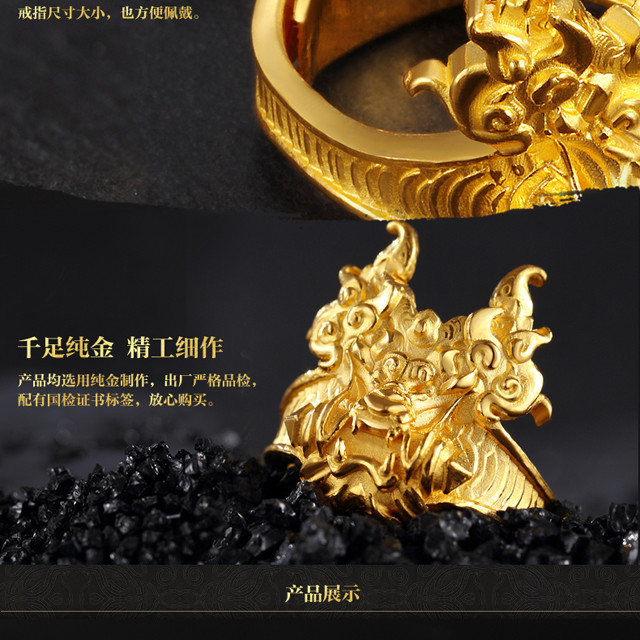 戒指尺寸大小，也方便佩戴。
千足纯金 精工细作
产品均选用纯金制作，出厂严格品检，
配有国检证书标签，放心购买。
产品展示